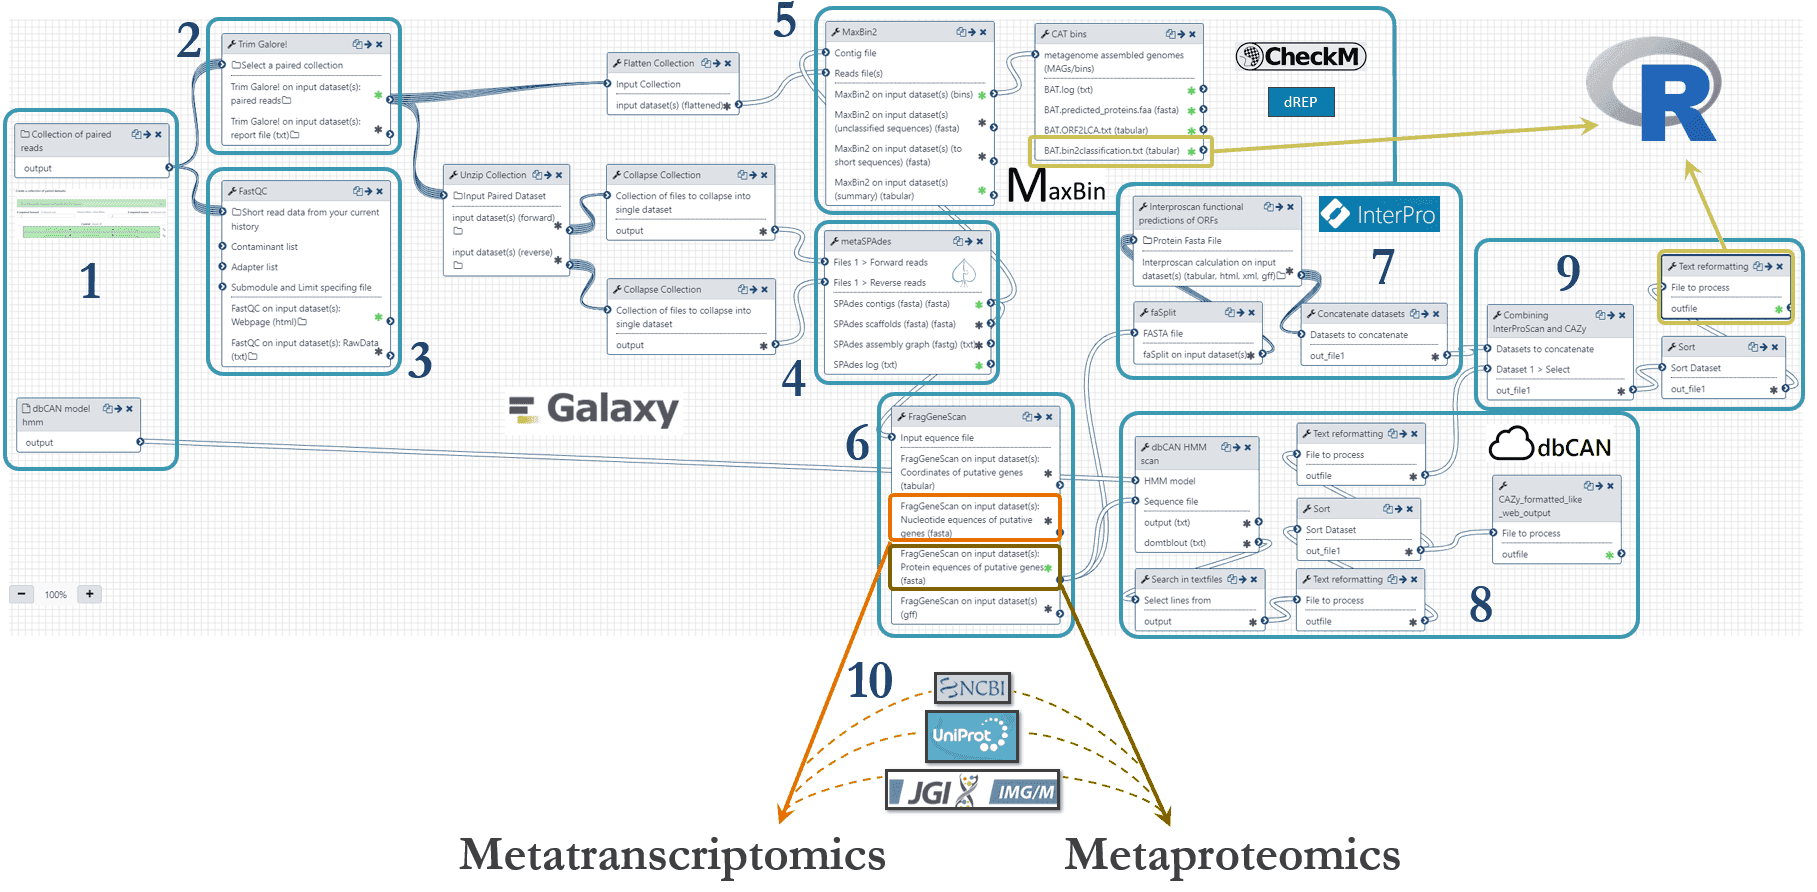 1
Collection of paired
reads
output
dbCAN model
hmm
output
2
Trim Galore!
Select a paired collection
Trim Galore! on input dataset(s):
paired reads
Trim Galore! on input dataset(s):
report file (txt)
3
FastQC
Short read data from your current
history
Contaminant list
Adapter list
Submodule and Limit specifing file
FastQC on input dataset(s):
Webpage (html)
FastQC on input dataset(s): RawData
(txt)
Flatten Collection
Input Collection
input dataset(s) (flattened)
Unzip Collection
Input Paired Dataset
input dataset(s) (forward)
input dataset(s) (reverse)
Collapse Collection
Collection of files to collapse into
single dataset
output
Collapse Collection
Collection of files to collapse into
single dataset
output
Galaxy
4
metaSPAdes
Files 1 > Forward reads
Files 1 > Reverse reads
SPAdes contigs (fasta) (fasta)
SPAdes scaffolds (fasta) (fasta)
SPAdes assembly graph (fastg) (txt)
SPAdes log (txt)
5
MaxBin2
Contig file
Reads file(s)
MaxBin2 on input dataset(s) (bins)
MaxBin2 on input dataset(s)
(unclassified sequences) (fasta)
MaxBin2 on input dataset(s) (to
short sequences) (fasta)
MaxBin2 on input dataset(s)
(summary) (tabular)
CAT bins
metagenome assembled genomes
(MAGs/bins)
BAT.log (txt)
BAT.predicted_proteins.faa (fasta)
BAT.ORF2LCA.txt (tabular)
BAT.bin2classification.txt (tabular)
CheckM
dREP
MaxBin
R
6
FragGeneScan
Input equence file
FragGeneScan on input dataset(s):
Coordinates of putative genes
(tabular)
FragGeneScan on input dataset(s):
Nucleotide equences of putative
genes (fasta)
FragGeneScan on input dataset(s):
Protein equences of putative genes
(fasta)
FragGeneScan on input dataset(s)
(gff)
7
Interproscan functional
predictions of ORFs
Protein Fasta File
Interproscan calculation on input
dataset(s) (tabular, html, xml, gff)
InterPro
faSplit
FASTA file
faSplit on input dataset(s)
Concatenate datasets
Datasets to concatenate
out_file1
8
dbCAN HMM
scan
HMM model
Sequence file
output (txt)
domtblout (txt)
Search in textfiles
Select lines from
output
Text reformatting
File to process
outfile
Sort
Sort Dataset
out_file1
Text reformatting
File to process
outfile
dbCAN
CAZy_formatted_like
_web_output
File to process
outfile
9
Combining
InterProScan and CAZy
Datasets to concatenate
Dataset 1 > Select
out_file1
Text reformatting
File to process
outfile
Sort
Sort Dataset
out_file1
100%
10
NCBI
UniProt
JGI IMG/M
Metatranscriptomics
Metaproteomics